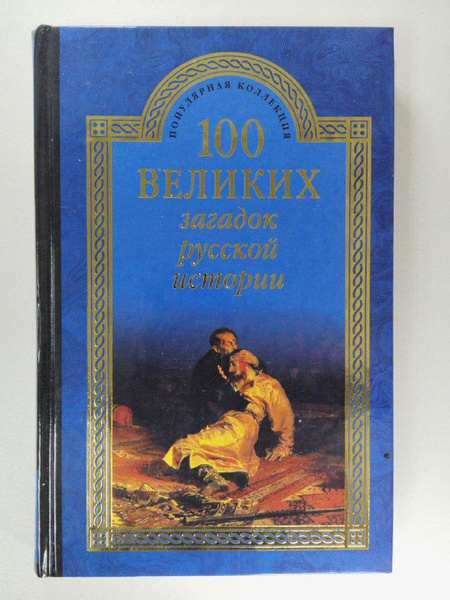 ПОПУЛЯРНАЯ КОЛЛЕКЦИЯ
100
ВЕЛИКИХ
загадок
русской
истории